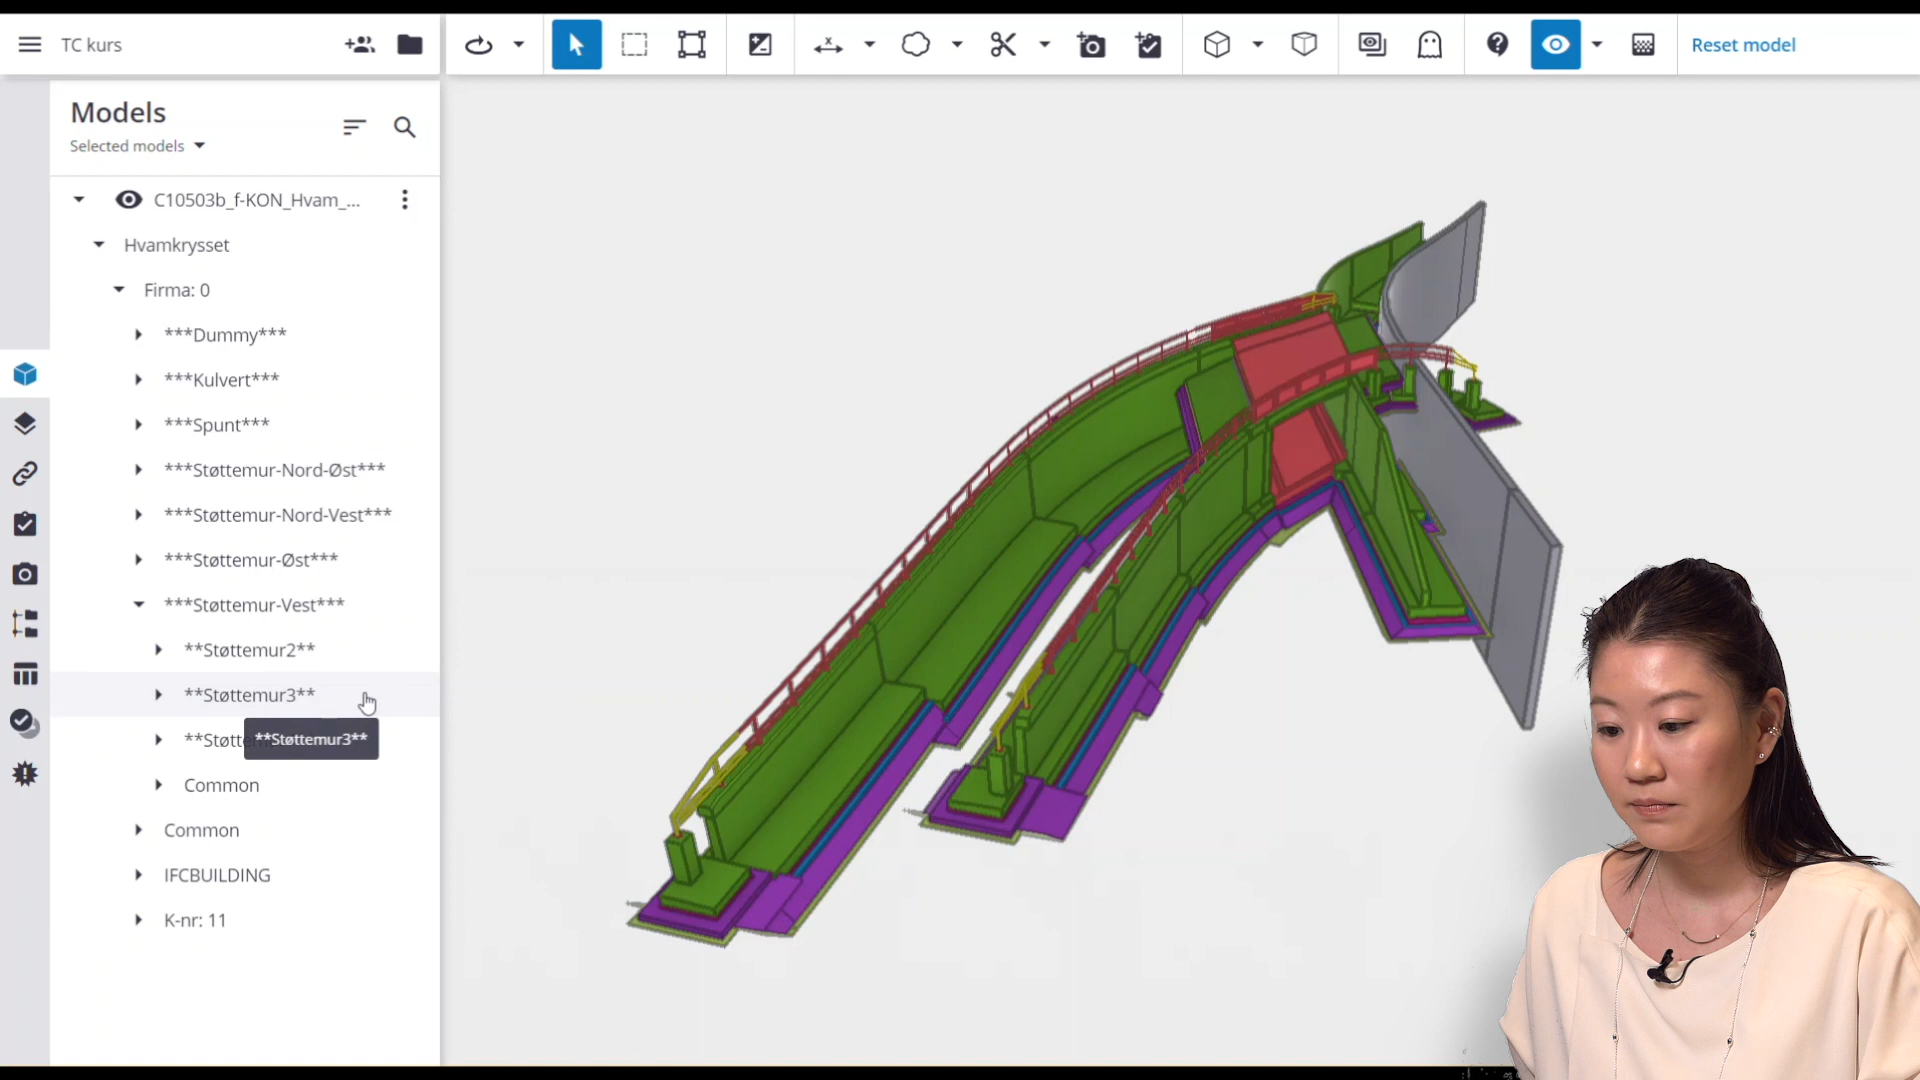 TC kurs
Reset model
Models
Selected models
C10503b_f-KON_Hvam_...
Hvamkrysset
Firma: 0
***Dummy***
***Kulvert***
***Spunt***
***Støttemur-Nord-Øst***
***Støttemur-Nord-Vest***
***Støttemur-Øst***
***Støttemur-Vest***
**Støttemur2**
**Støttemur3**
**Støtte
**Støttemur3**
Common
Common
IFCBUILDING
K-nr: 11